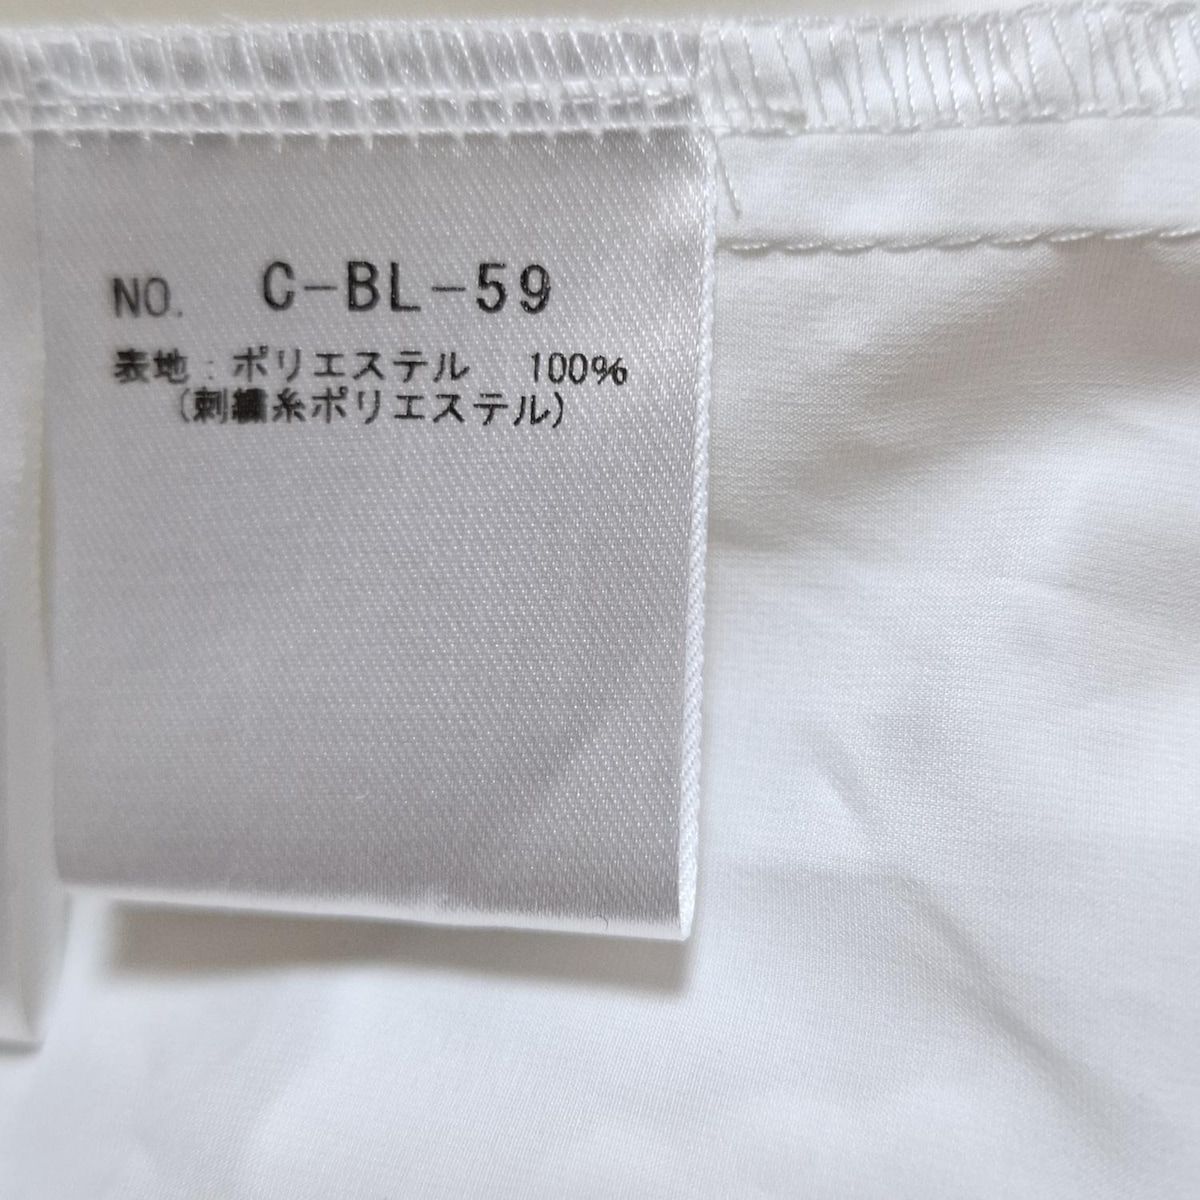 NO. C-BL-59
表地：ポリエステル 100%
(刺繍糸ポリエステル)